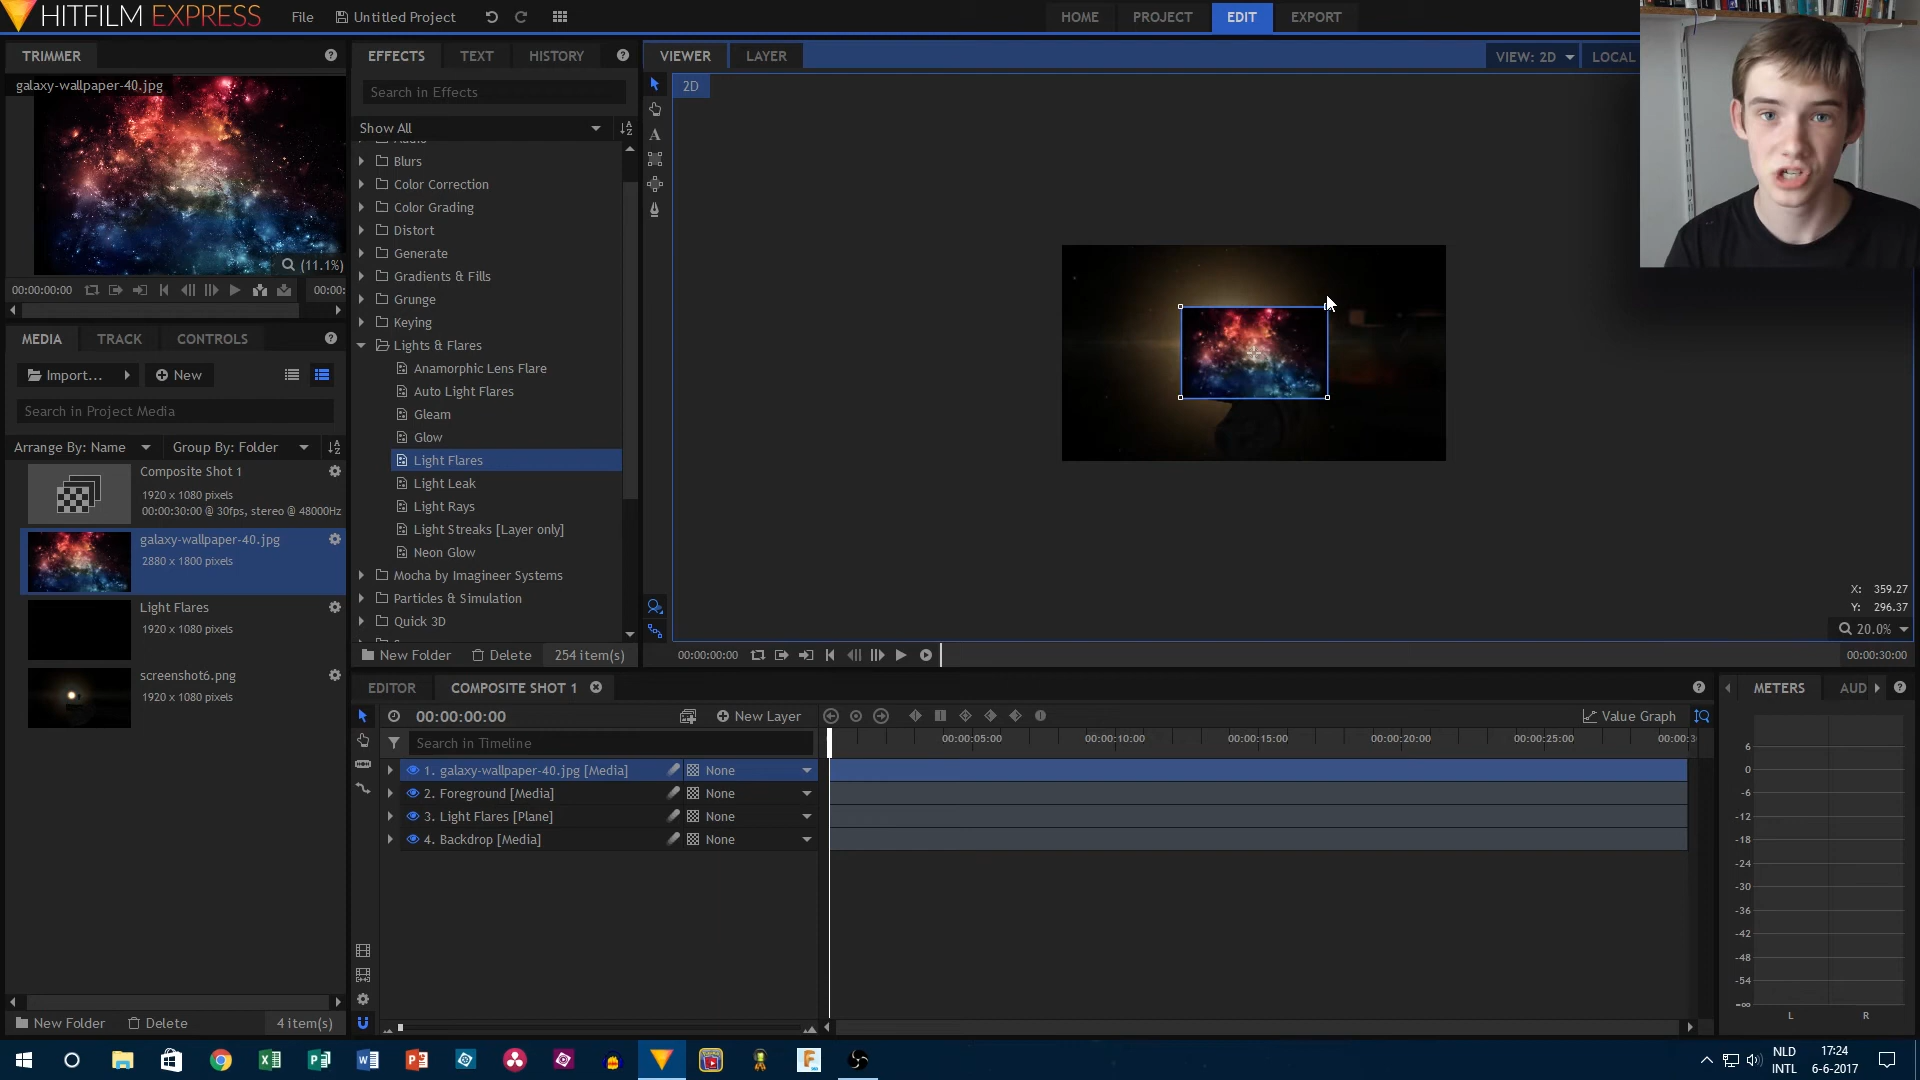 HITFILM EXPRESS
File
Untitled Project
HOME
PROJECT
EDIT
EXPORT
TRIMMER
galaxy-wallpaper-40.jpg
(11.1%)
00:00:00:00
00:00:
MEDIA
TRACK
CONTROLS
Import...
New
Search in Project Media
Arrange By: Name
Group By: Folder
Composite Shot 1
1920 x 1080 pixels
00:00:30:00 @ 30fps, stereo @ 48000Hz
galaxy-wallpaper-40.jpg
2880 x 1800 pixels
Light Flares
1920 x 1080 pixels
screenshot6.png
1920 x 1080 pixels
New Folder
Delete
4 item(s)
EFFECTS
TEXT
HISTORY
Search in Effects
Show All
Audio
Blurs
Color Correction
Color Grading
Distort
Generate
Gradients & Fills
Grunge
Keying
Lights & Flares
Anamorphic Lens Flare
Auto Light Flares
Gleam
Glow
Light Flares
Light Leak
Light Rays
Light Streaks [Layer only]
Neon Glow
Mocha by Imagineer Systems
Particles & Simulation
Quick 3D
New Folder
Delete
254 item(s)
VIEWER
LAYER
VIEW: 2D
LOCAL
2D
X: 359.27
Y: 296.37
20.0%
00:00:00:00
00:00:30:00
EDITOR
COMPOSITE SHOT 1
00:00:00:00
New Layer
Value Graph
Search in Timeline
00:00:05:00
00:00:10:00
00:00:15:00
00:00:20:00
00:00:25:00
00:00:3
1. galaxy-wallpaper-40.jpg [Media]
None
2. Foreground [Media]
None
3. Light Flares [Plane]
None
4. Backdrop [Media]
None
METERS
AUD
6
0
-6
-12
-18
-24
-30
-36
-42
-48
-54
-∞
L
R
NLD
INTL
17:24
6-6-2017